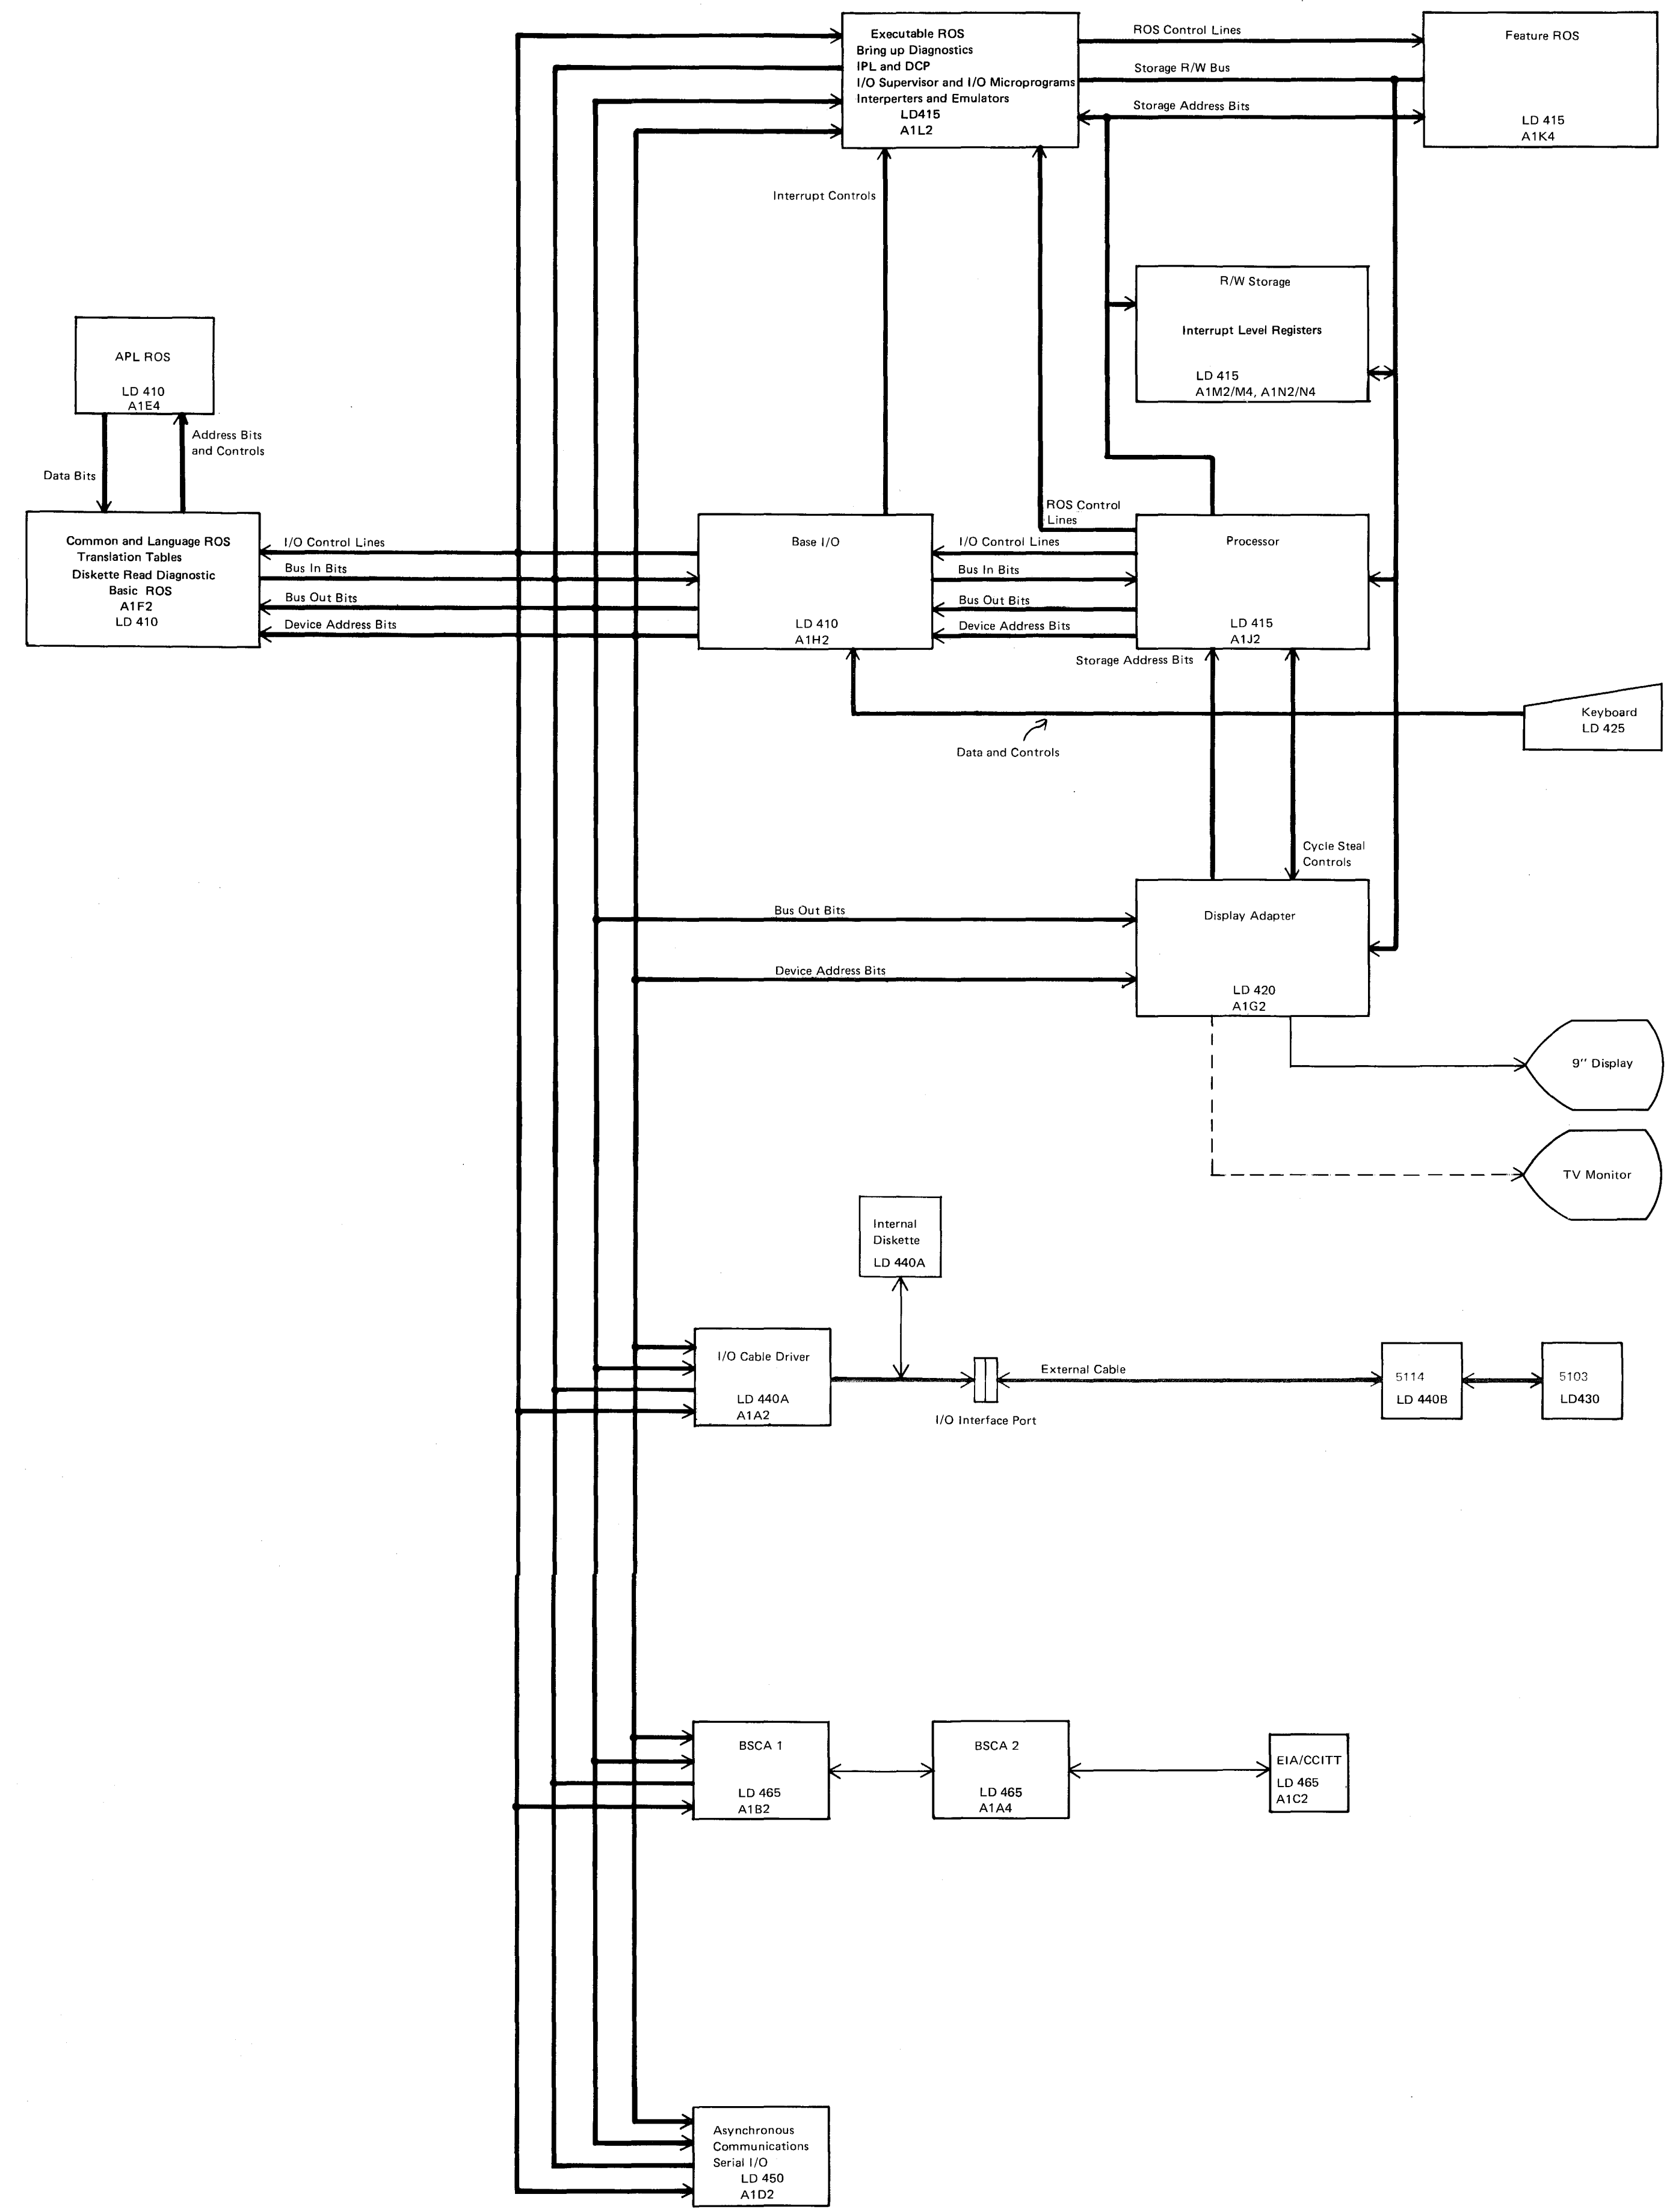 Executable ROS
Bring up Diagnostics
IPL and DCP
I/O Supervisor and I/O Microprograms
Interperters and Emulators
LD415
A1L2
ROS Control Lines
Storage R/W Bus
Storage Address Bits
Feature ROS
LD 415
A1K4
Interrupt Controls
R/W Storage
Interrupt Level Registers
LD 415
A1M2/M4, A1N2/N4
APL ROS
LD 410
A1E4
Address Bits
and Controls
Data Bits
Common and Language ROS
Translation Tables
Diskette Read Diagnostic
Basic ROS
A1F2
LD 410
I/O Control Lines
Bus In Bits
Bus Out Bits
Device Address Bits
Base I/O
LD 410
A1H2
ROS Control
Lines
I/O Control Lines
Bus In Bits
Bus Out Bits
Device Address Bits
Processor
LD 415
A1J2
Storage Address Bits
Keyboard
LD 425
Data and Controls
Cycle Steal
Controls
Bus Out Bits
Device Address Bits
Display Adapter
LD 420
A1G2
9" Display
TV Monitor
Internal
Diskette
LD 440A
I/O Cable Driver
LD 440A
A1A2
I/O Interface Port
External Cable
5114
LD 440B
5103
LD430
BSCA 1
LD 465
A1B2
BSCA 2
LD 465
A1A4
EIA/CCITT
LD 465
A1C2
Asynchronous
Communications
Serial I/O
LD 450
A1D2